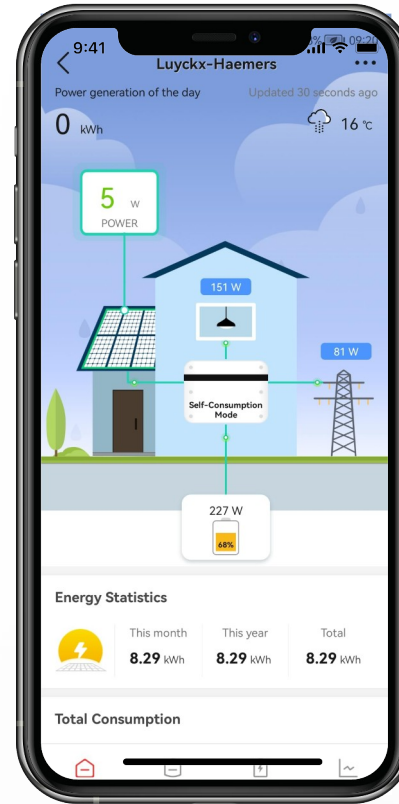 9:41
09:20
Luyckx-Haemers
Power generation of the day Updated 30 seconds ago
0 kWh 16 ℃
5 W
POWER
151 W
81 W
Self-Consumption
Mode
227 W
68%
Energy Statistics
This month This year Total
8.29 kWh 8.29 kWh 8.29 kWh
Total Consumption